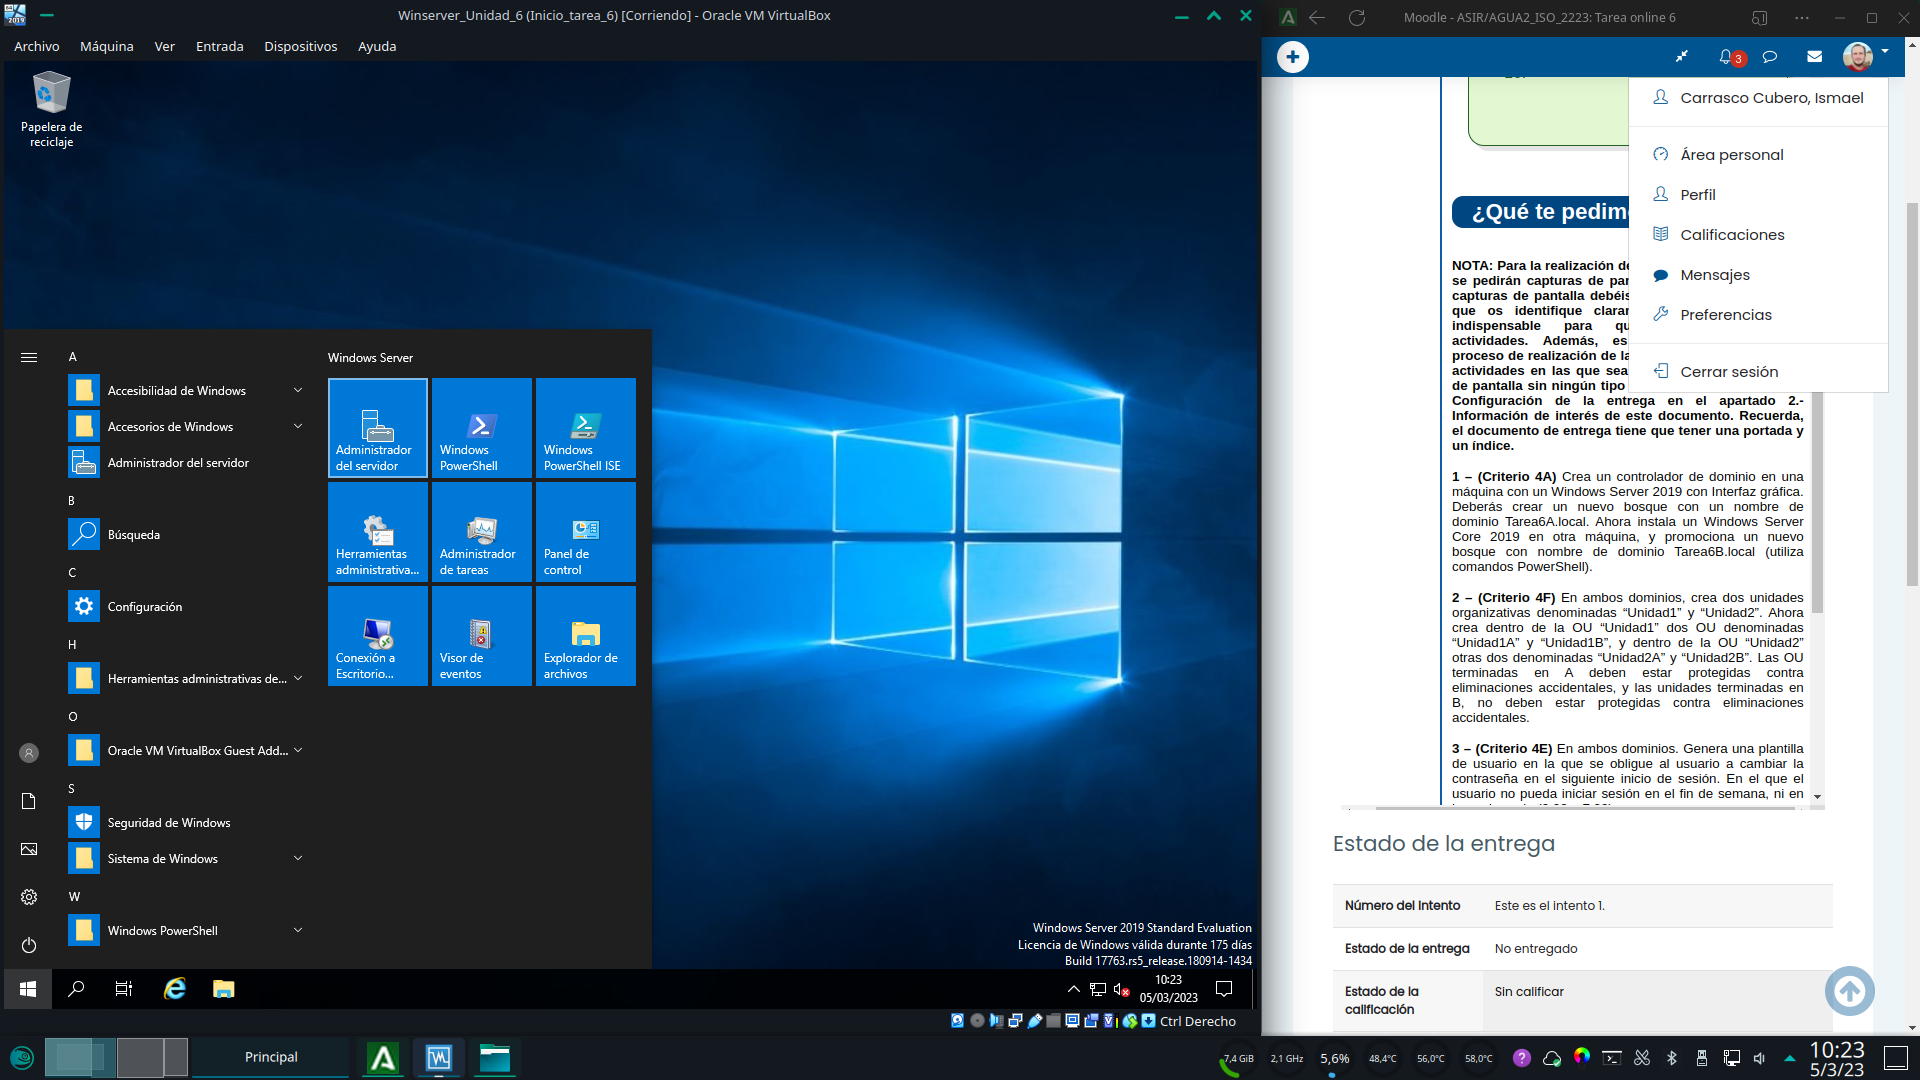 Winserver_Unidad_6 (Inicio_tarea_6) [Corriendo] - Oracle VM VirtualBox
Archivo Máquina Ver Entrada Dispositivos Ayuda
Papelera de
reciclaje
A
Accesibilidad de Windows
Accesorios de Windows
Administrador del servidor
B
Búsqueda
C
Configuración
H
Herramientas administrativas de...
O
Oracle VM VirtualBox Guest Add...
S
Seguridad de Windows
Sistema de Windows
W
Windows PowerShell
Windows Server
Administrador
del servidor
Windows
PowerShell
Windows
PowerShell ISE
Herramientas
administrativa...
Administrador
de tareas
Panel de
control
Conexión a
Escritorio...
Visor de
eventos
Explorador de
archivos
Windows Server 2019 Standard Evaluation
Licencia de Windows válida durante 175 días
Build 17763.rs5_release.180914-1434
10:23
05/03/2023
Ctrl Derecho
Moodle - ASIR/AGUA2_ISO_2223: Tarea online 6
3
Carrasco Cubero, Ismael
Área personal
Perfil
Calificaciones
Mensajes
Preferencias
Cerrar sesión
¿Qué te pedim
NOTA: Para la realización de
se pedirán capturas de pan
capturas de pantalla debéis
que os identifique claran
indispensable para qu
actividades. Además, es
proceso de realización de la
actividades en las que sea
de pantalla sin ningún tipo
Configuración de la entrega en el apartado 2.-
Información de interés de este documento. Recuerda,
el documento de entrega tiene que tener una portada y
un índice.
1 – (Criterio 4A) Crea un controlador de dominio en una
máquina con un Windows Server 2019 con Interfaz gráfica.
Deberás crear un nuevo bosque con un nombre de
dominio Tarea6A.local. Ahora instala un Windows Server
Core 2019 en otra máquina, y promociona un nuevo
bosque con nombre de dominio Tarea6B.local (utiliza
comandos PowerShell).
2 – (Criterio 4F) En ambos dominios, crea dos unidades
organizativas denominadas “Unidad1” y “Unidad2”. Ahora
crea dentro de la OU “Unidad1” dos OU denominadas
“Unidad1A” y “Unidad1B”, y dentro de la OU “Unidad2”
otras dos denominadas “Unidad2A” y “Unidad2B”. Las OU
terminadas en A deben estar protegidas contra
eliminaciones accidentales, y las unidades terminadas en
B, no deben estar protegidas contra eliminaciones
accidentales.
3 – (Criterio 4E) En ambos dominios. Genera una plantilla
de usuario en la que se obligue al usuario a cambiar la
contraseña en el siguiente inicio de sesión. En el que el
usuario no pueda iniciar sesión en el fin de semana, ni en
Estado de la entrega
Número del intento Este es el intento 1.
Estado de la entrega No entregado
Estado de la
calificación
Sin calificar
Principal
7,4 GiB
2,1 GHz
5,6%
48,4°C
56,0°C
58,0°C
10:23
5/3/23